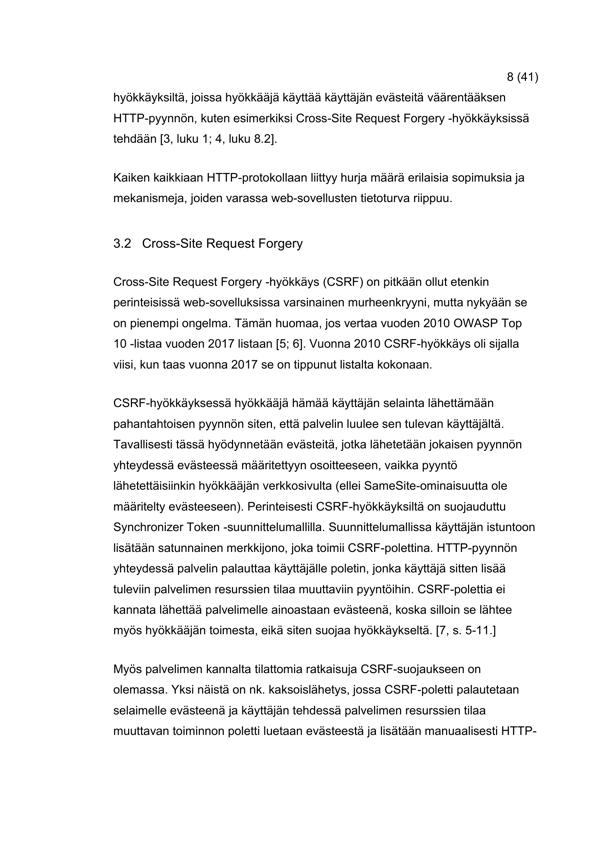 8 (41)
hyökkäyksiltä, joissa hyökkääjä käyttää käyttäjän evästeitä väärentääksen
HTTP-pyynnön, kuten esimerkiksi Cross-Site Request Forgery -hyökkäyksissä
tehdään [3, luku 1; 4, luku 8.2].
Kaiken kaikkiaan HTTP-protokollaan liittyy hurja määrä erilaisia sopimuksia ja
mekanismeja, joiden varassa web-sovellusten tietoturva riippuu.
3.2 Cross-Site Request Forgery
Cross-Site Request Forgery -hyökkäys (CSRF) on pitkään ollut etenkin
perinteisissä web-sovelluksissa varsinainen murheenkryyni, mutta nykyään se
on pienempi ongelma. Tämän huomaa, jos vertaa vuoden 2010 OWASP Top
10 -listaa vuoden 2017 listaan [5; 6]. Vuonna 2010 CSRF-hyökkäys oli sijalla
viisi, kun taas vuonna 2017 se on tippunut listalta kokonaan.
CSRF-hyökkäyksessä hyökkääjä hämää käyttäjän selainta lähettämään
pahantahtoisen pyynnön siten, että palvelin luulee sen tulevan käyttäjältä.
Tavallisesti tässä hyödynnetään evästeitä, jotka lähetetään jokaisen pyynnön
yhteydessä evästeessä määritettyyn osoitteeseen, vaikka pyyntö
lähetettäisiinkin hyökkääjän verkkosivulta (ellei SameSite-ominaisuutta ole
määritelty evästeeseen). Perinteisesti CSRF-hyökkäyksiltä on suojauduttu
Synchronizer Token -suunnittelumallilla. Suunnittelumallissa käyttäjän istuntoon
lisätään satunnainen merkkijono, joka toimii CSRF-polettina. HTTP-pyynnön
yhteydessä palvelin palauttaa käyttäjälle poletin, jonka käyttäjä sitten lisää
tuleviin palvelimen resurssien tilaa muuttaviin pyyntöihin. CSRF-polettia ei
kannata lähettää palvelimelle ainoastaan evästeenä, koska silloin se lähtee
myös hyökkääjän toimesta, eikä siten suojaa hyökkäykseltä. [7, s. 5-11.]
Myös palvelimen kannalta tilattomia ratkaisuja CSRF-suojaukseen on
olemassa. Yksi näistä on nk. kaksoislähetys, jossa CSRF-poletti palautetaan
selaimelle evästeenä ja käyttäjän tehdessä palvelimen resurssien tilaa
muuttavan toiminnon poletti luetaan evästeestä ja lisätään manuaalisesti HTTP-